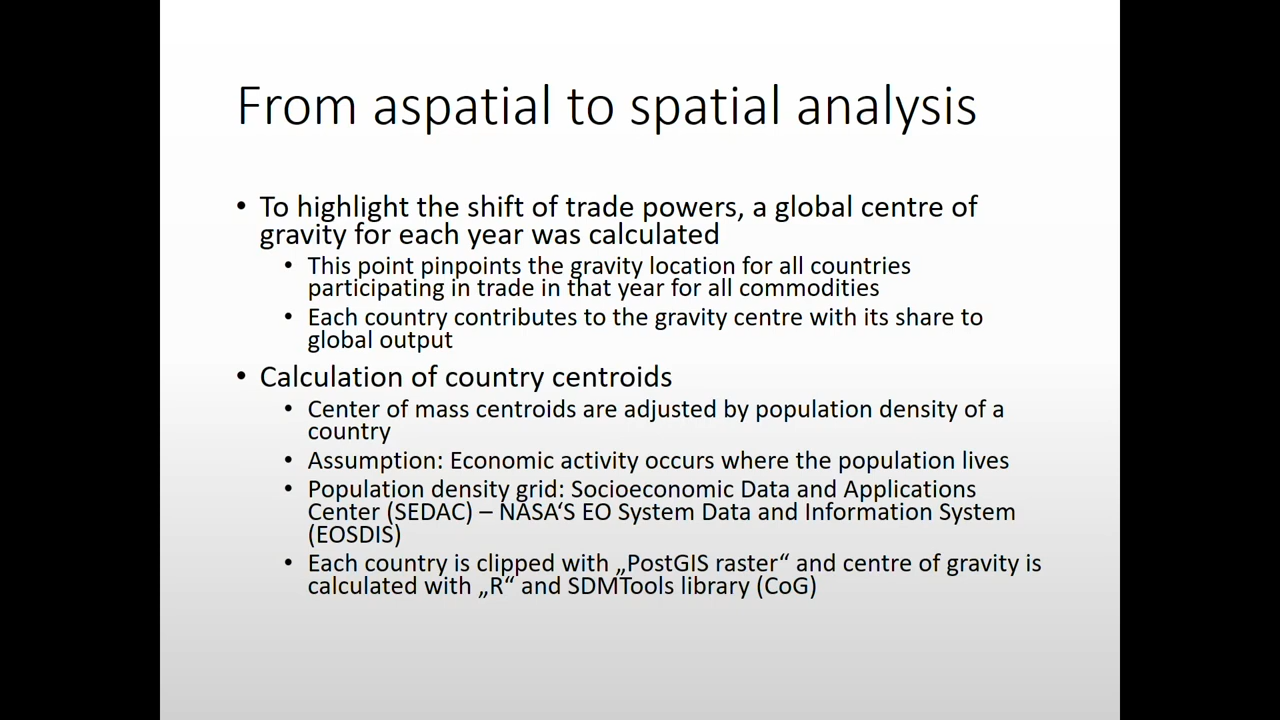 From aspatial to spatial analysis
• To highlight the shift of trade powers, a global centre of
gravity for each year was calculated
• This point pinpoints the gravity location for all countries
participating in trade in that year for all commodities
• Each country contributes to the gravity centre with its share to
global output
• Calculation of country centroids
• Center of mass centroids are adjusted by population density of a
country
• Assumption: Economic activity occurs where the population lives
• Population density grid: Socioeconomic Data and Applications
Center (SEDAC) – NASA‘S EO System Data and Information System
(EOSDIS)
• Each country is clipped with „PostGIS raster“ and centre of gravity is
calculated with „R“ and SDMTools library (CoG)